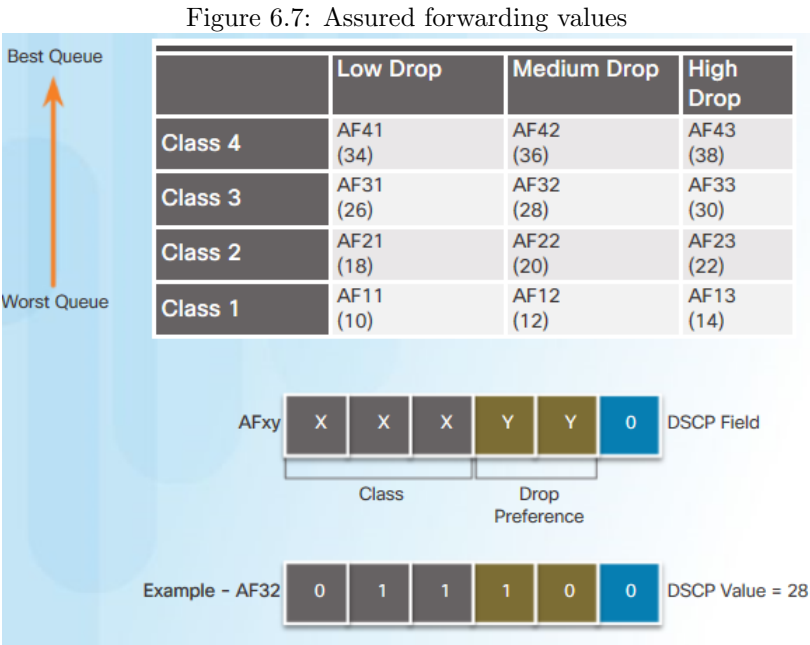 Figure 6.7: Assured forwarding values
Best Queue
Low Drop Medium Drop High
Drop
Class 4 AF41 AF42 AF43
(34) (36) (38)
Class 3 AF31 AF32 AF33
(26) (28) (30)
Class 2 AF21 AF22 AF23
(18) (20) (22)
Worst Queue
Class 1 AF11 AF12 AF13
(10) (12) (14)
AFxy X X X Y Y 0 DSCP Field
Class Drop
Preference
Example - AF32 0 1 1 1 0 0 DSCP Value = 28